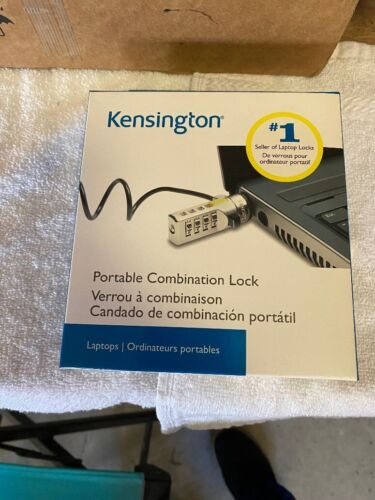 Kensington®
#1
Seller of Laptop Locks
De verrous pour
ordinateur portatif
Portable Combination Lock
Verrou à combinaison
Candado de combinación portátil
Laptops | Ordinateurs portables